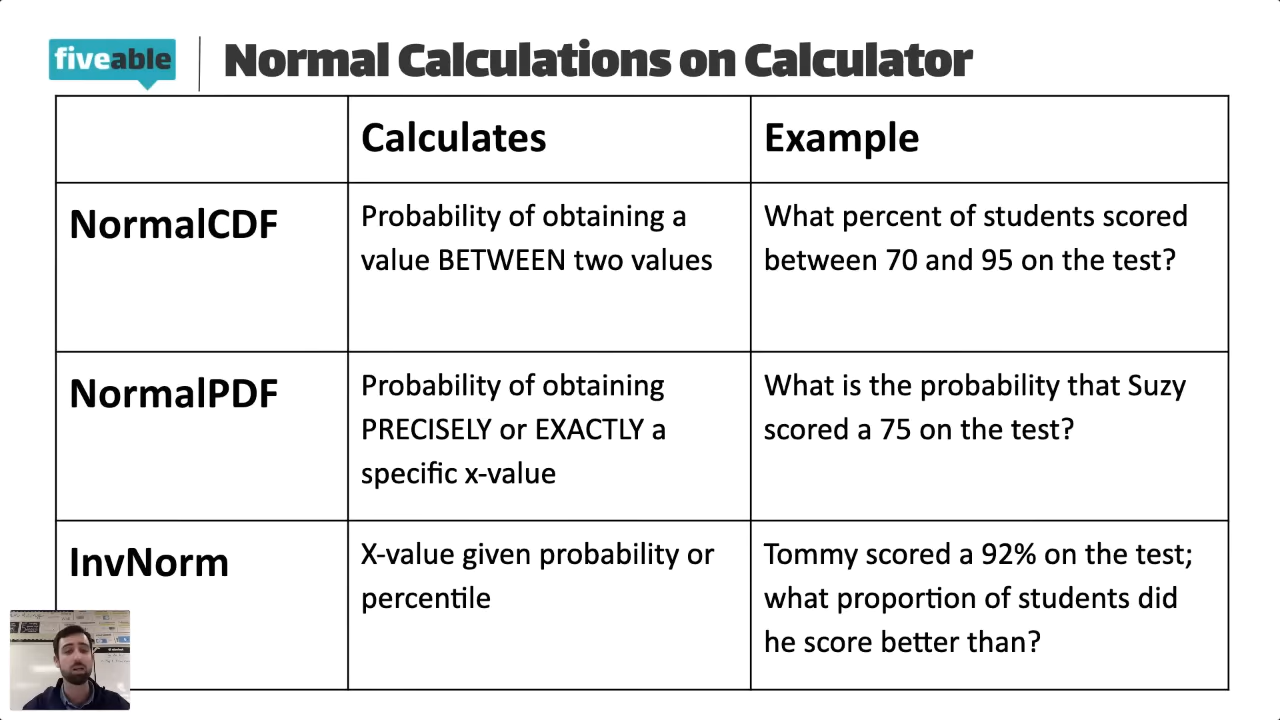 fiveable
Normal Calculations on Calculator
Calculates
Example
NormalCDF
Probability of obtaining a
value BETWEEN two values
What percent of students scored
between 70 and 95 on the test?
NormalPDF
Probability of obtaining
PRECISELY or EXACTLY a
specific x-value
What is the probability that Suzy
scored a 75 on the test?
InvNorm
X-value given probability or
percentile
Tommy scored a 92% on the test;
what proportion of students did
he score better than?